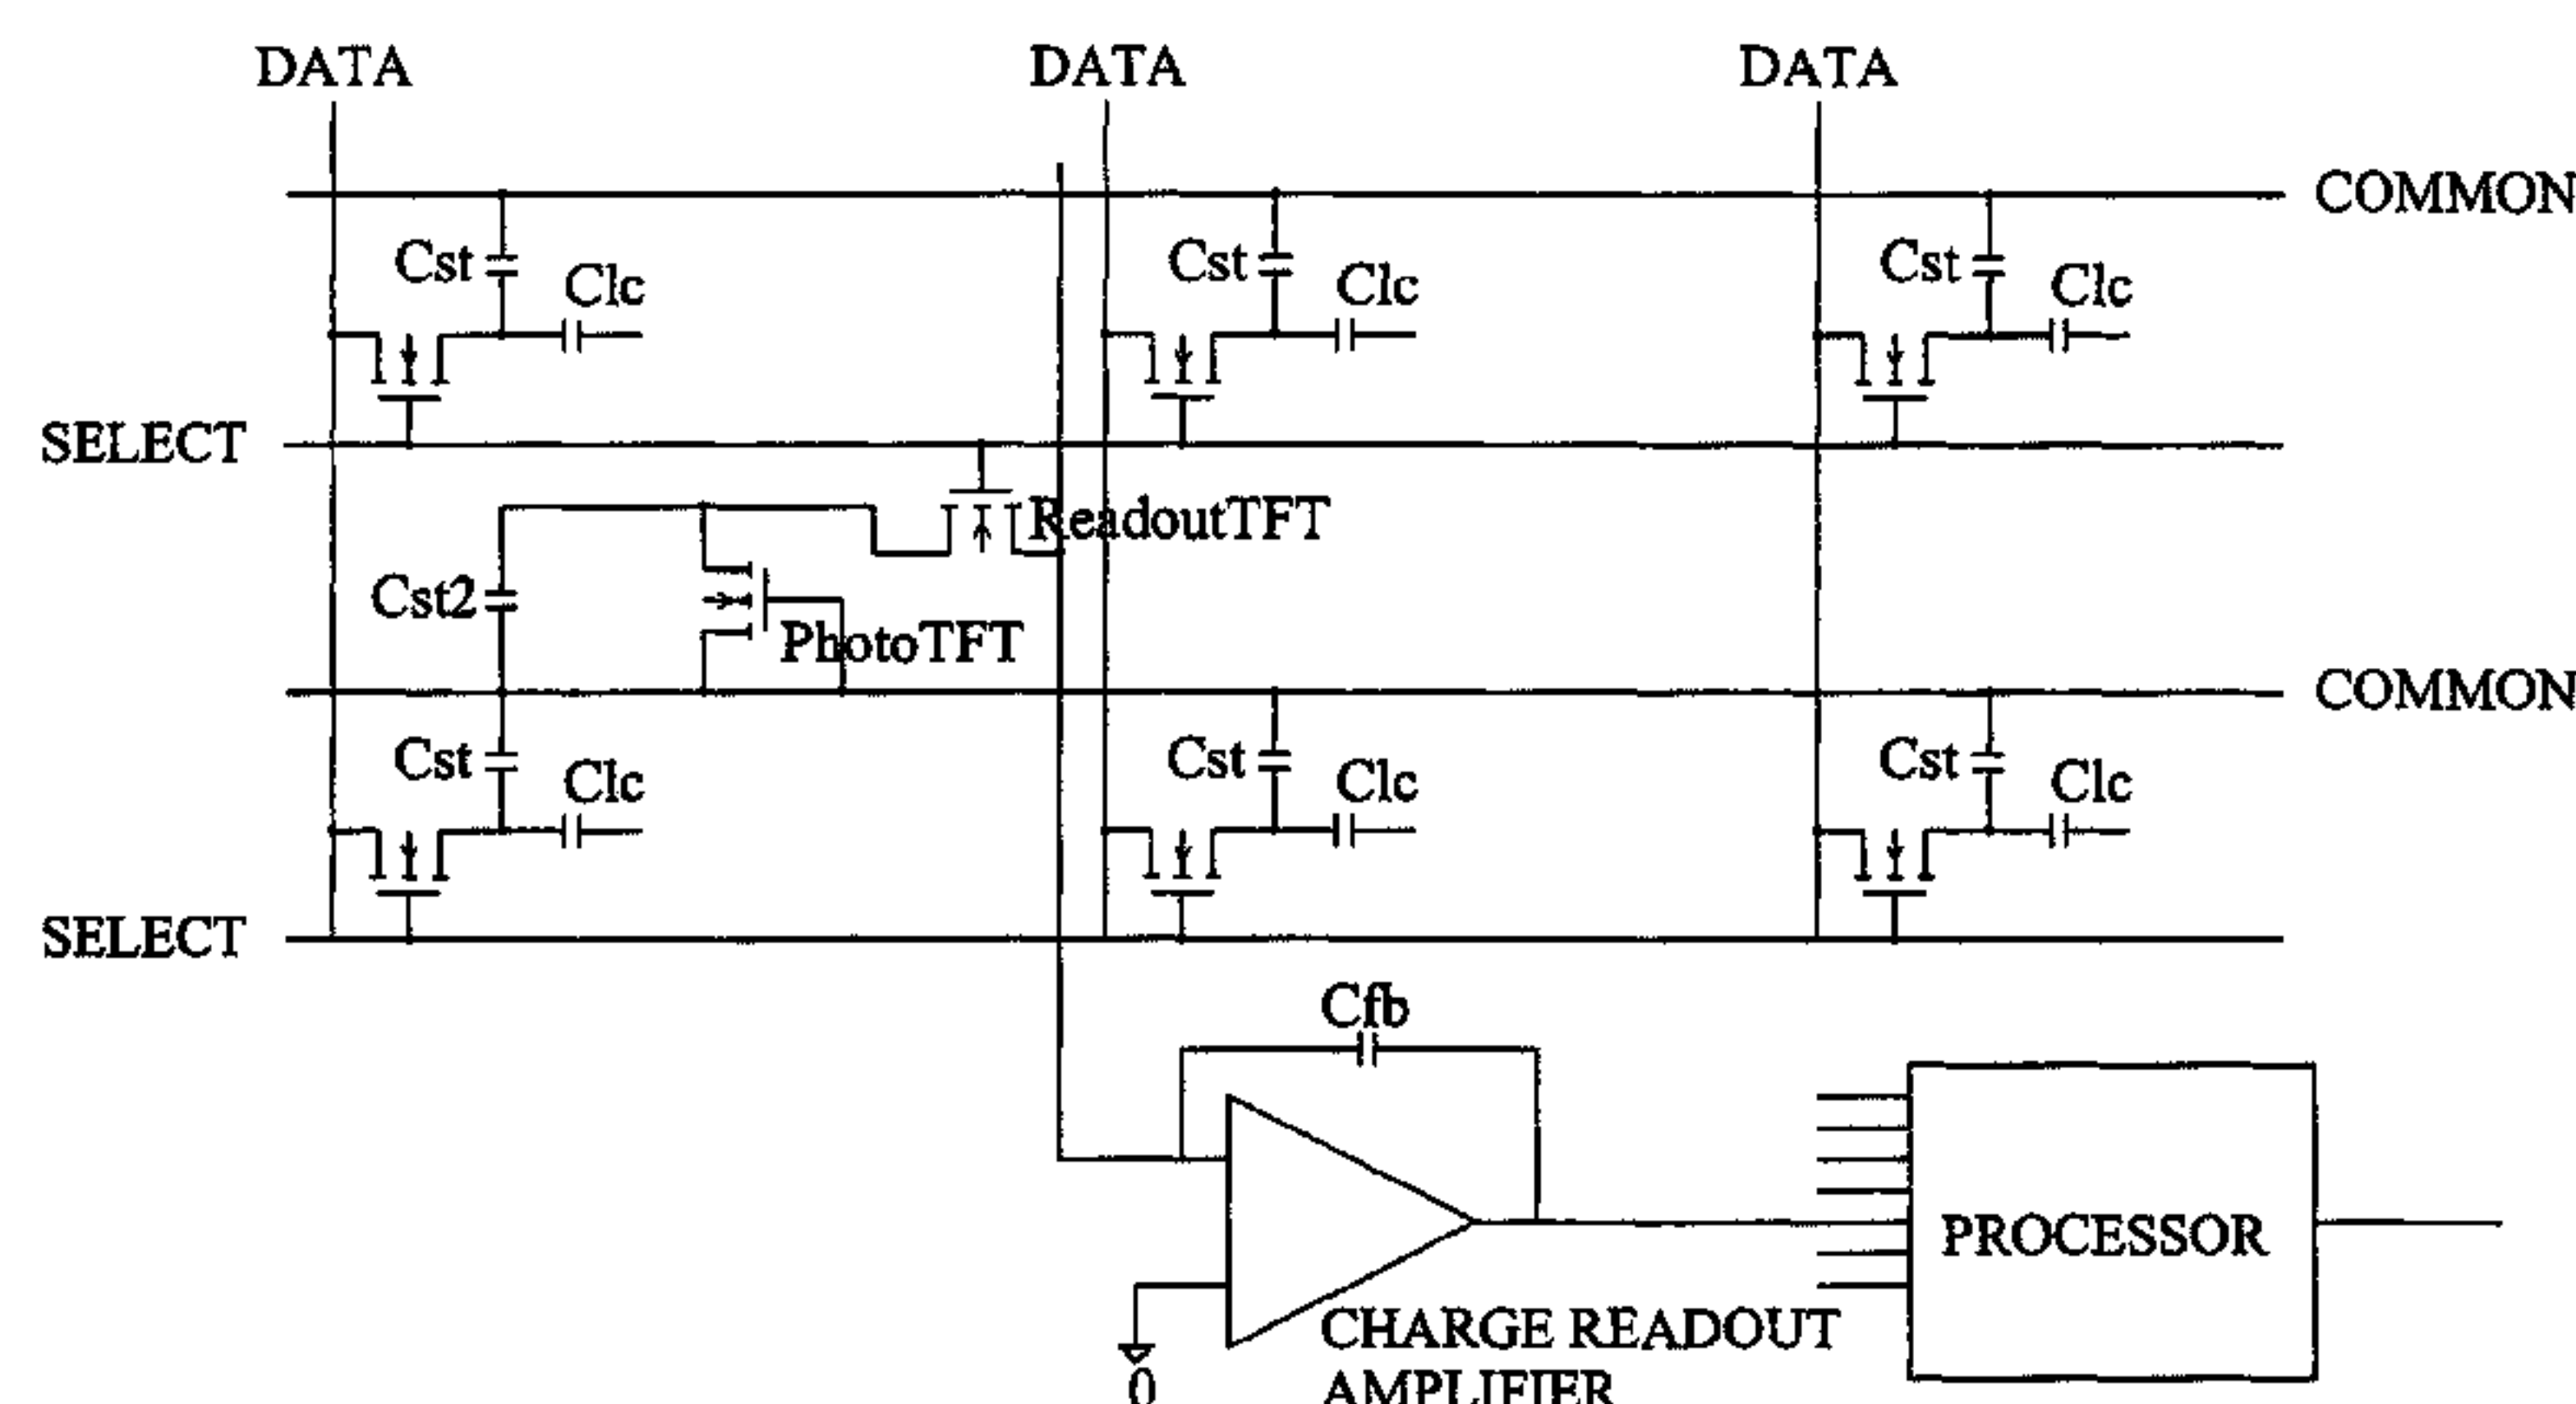 DATA DATA DATA
COMMON
Cst Clc Cst Clc Cst Clc
SELECT
ReadoutTFT
Cst2
PhotoTFT
COMMON
Cst Clc Cst Clc Cst Clc
SELECT
Cfb
PROCESSOR
CHARGE READOUT
AMPLIFIER
0